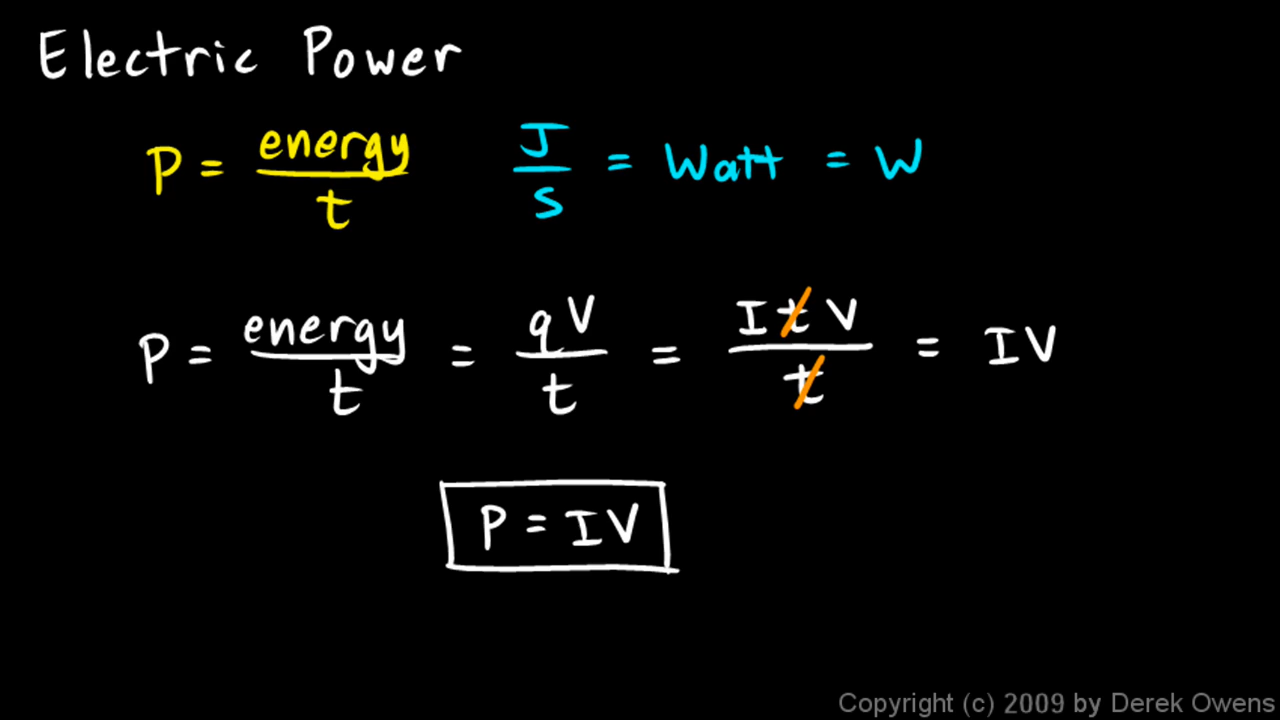 Electric Power
P = energy / t    J / s = Watt = W
P = energy / t = qV / t = ItV / t = IV
P = IV
Copyright (c) 2009 by Derek Owens